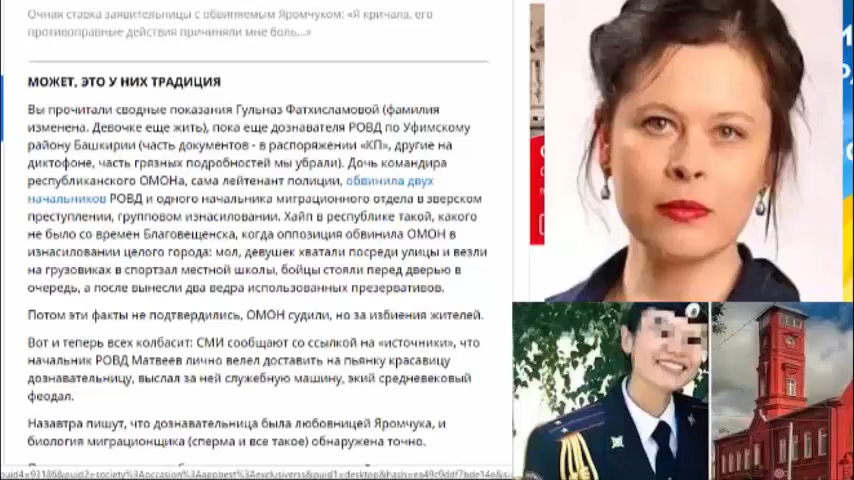 Очная ставка заявительницы с обвиняемым Яромчуком: «Я кричала, его
противоправные действия причиняли мне боль...»
МОЖЕТ, ЭТО У НИХ ТРАДИЦИЯ
Вы прочитали сводные показания Гульназ Фатхисламовой (фамилия
изменена. Девочке еще жить), пока еще дознавателя РОВД по Уфимскому
району Башкирии (часть документов - в распоряжении «КП», другие на
диктофоне, часть грязных подробностей мы убрали). Дочь командира
республиканского ОМОНа, сама лейтенант полиции, обвинила двух
начальников РОВД и одного начальника миграционного отдела в зверском
преступлении, групповом изнасиловании. Хайп в республике такой, какого
не было со времен Благовещенска, когда оппозиция обвинила ОМОН в
изнасиловании целого города: мол, девушек хватали посреди улицы и везли
на грузовиках в спортзал местной школы, бойцы стояли перед дверью в
очередь, а после вынесли два ведра использованных презервативов.
Потом эти факты не подтвердились, ОМОН судили, но за избиения жителей.
Вот и теперь всех колбасит: СМИ сообщают со ссылкой на «источники», что
начальник РОВД Матвеев лично велел доставить на пьянку красавицу
дознавательницу, выслал за ней служебную машину, экий средневековый
феодал.
Назавтра пишут, что дознавательница была любовницей Яромчука, и
биология миграционщика (сперма и все такое) обнаружена точно.